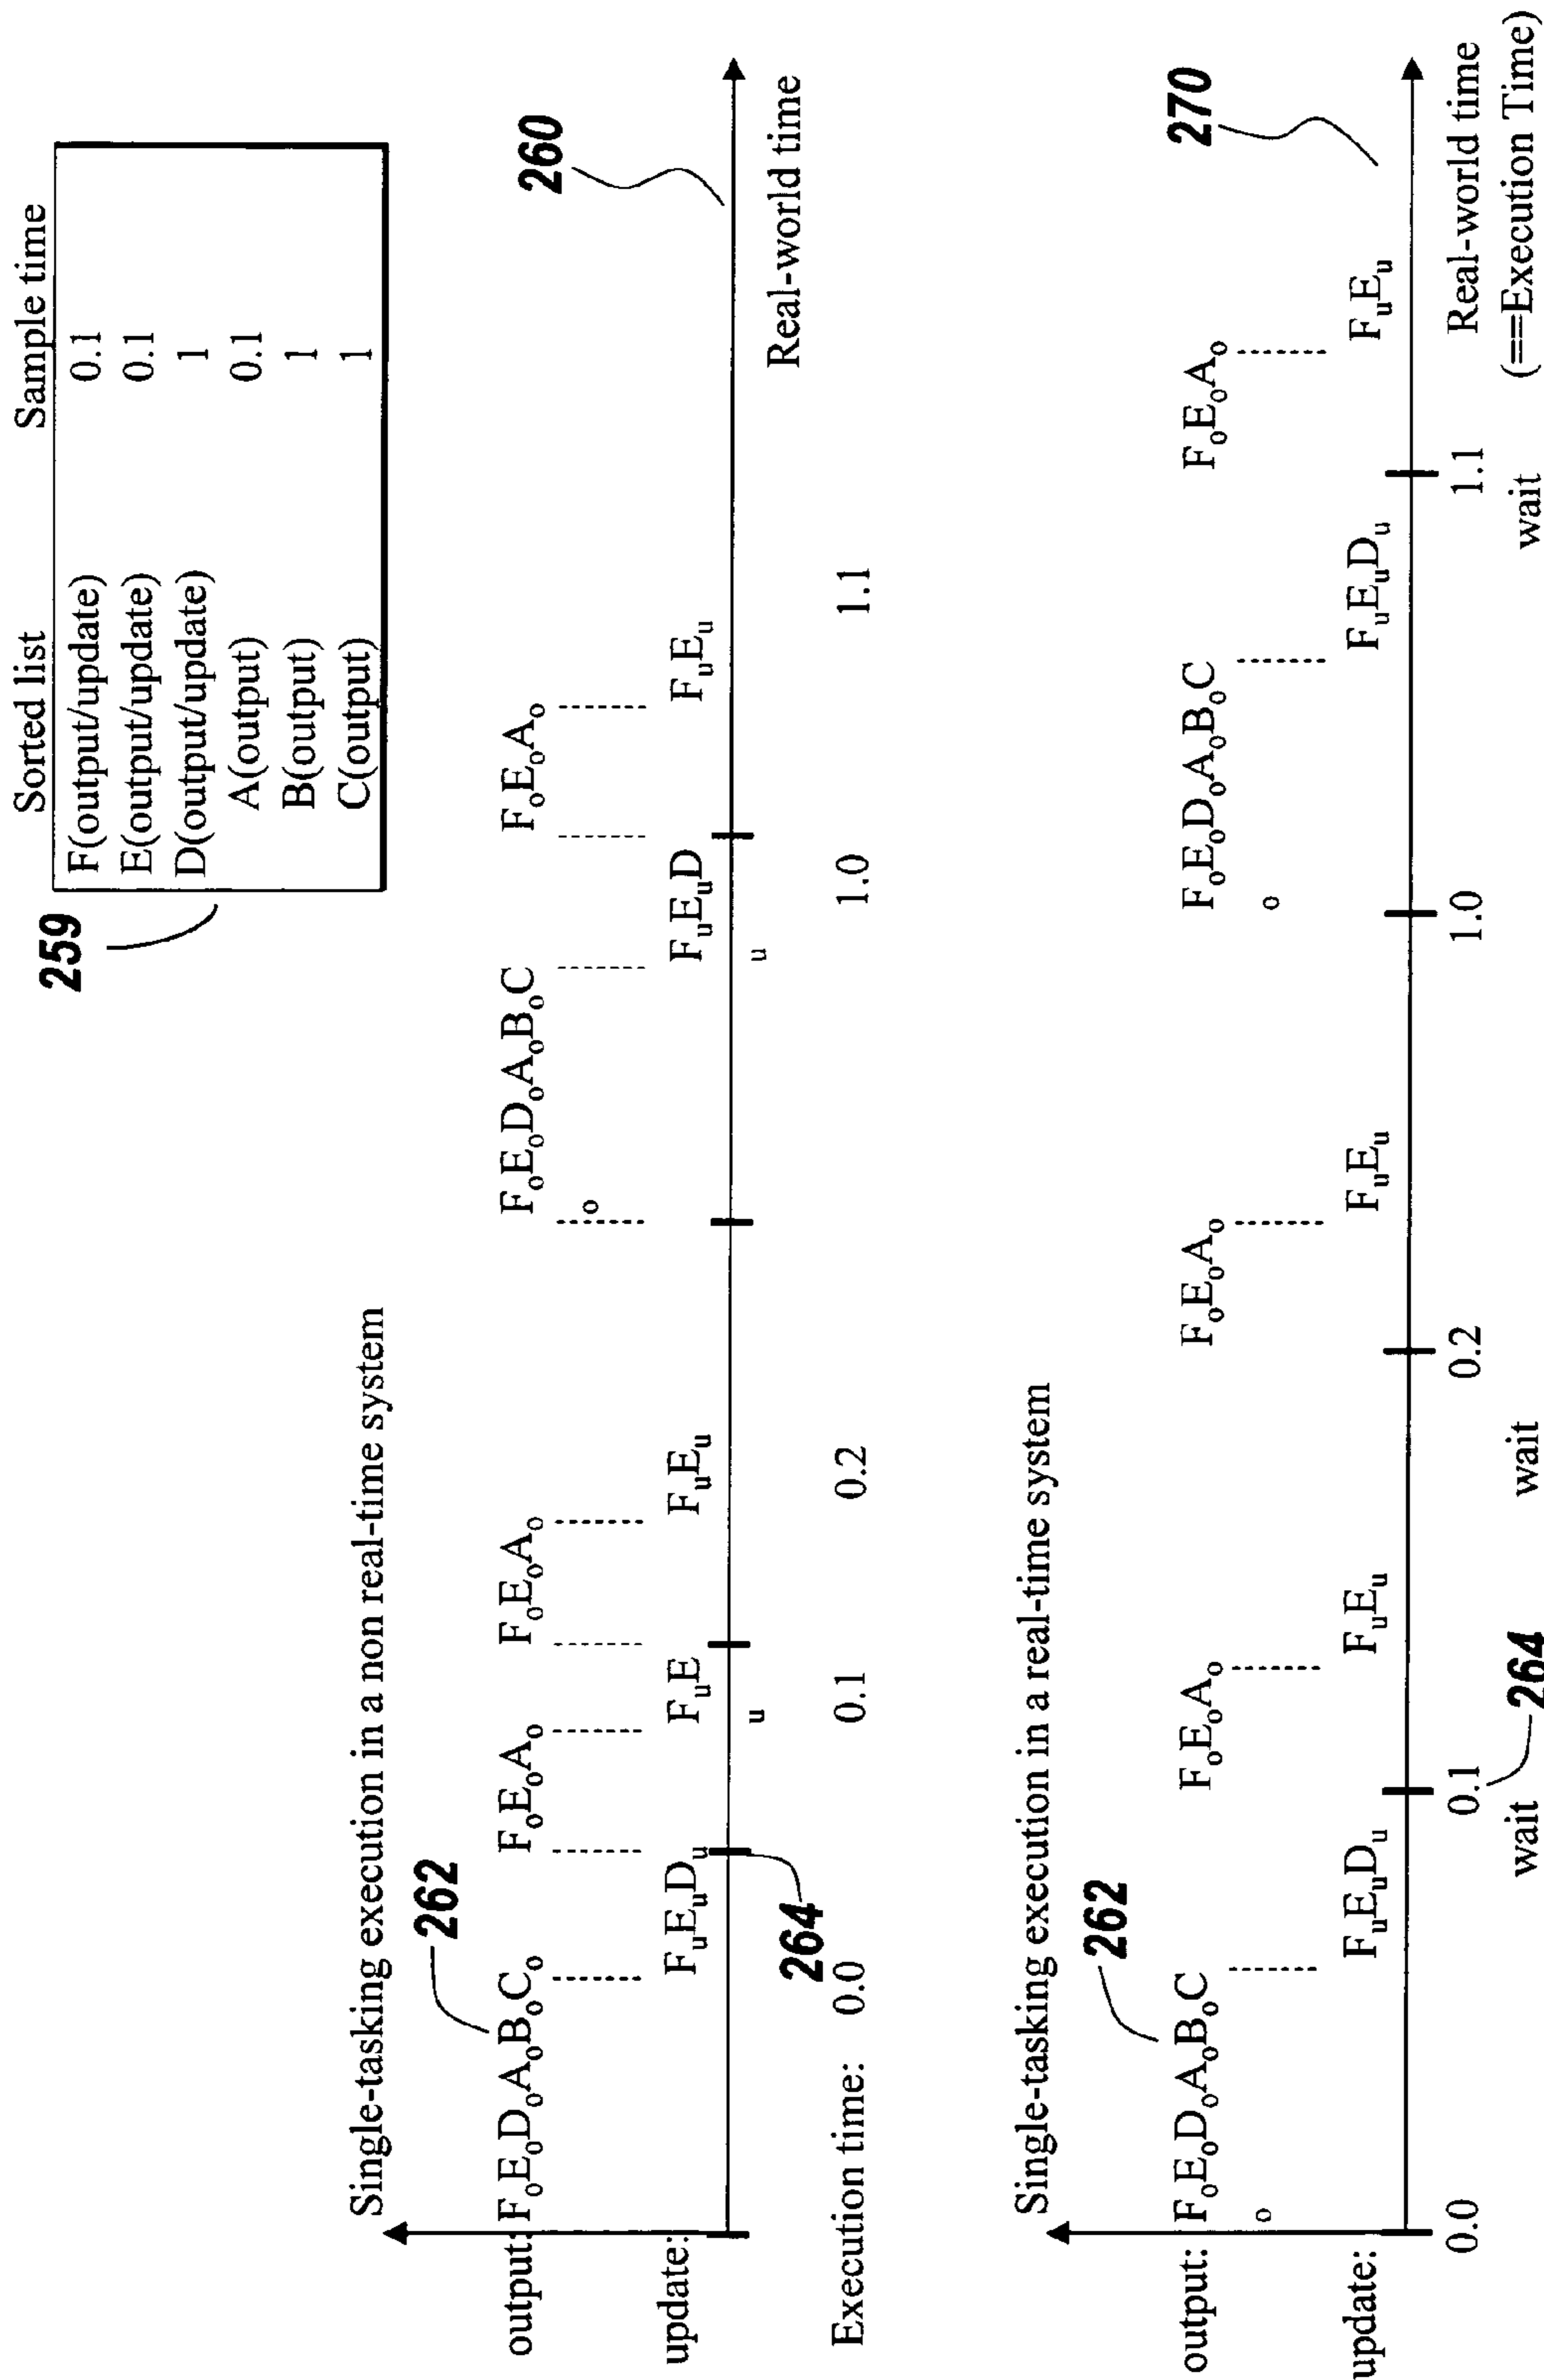 Sorted list Sample time
F(output/update) 0.1
E(output/update) 0.1
D(output/update) 1
A(output) 0.1
B(output) 1
C(output) 1
259
Single-tasking execution in a non real-time system
262
260
output: FₒEₒDₒAₒBₒCₒ FₒEₒAₒ FₒEₒAₒ FₒEₒDₒAₒBₒC FₒEₒAₒ
o
update: FᵤEᵤDᵤ FᵤE FᵤEᵤ FᵤEᵤD FᵤEᵤ
u u
Real-world time
264
Execution time: 0.0 0.1 0.2 1.0 1.1
Single-tasking execution in a real-time system
262
270
output: FₒEₒDₒAₒBₒC FₒEₒAₒ FₒEₒAₒ FₒEₒDₒAₒBₒC FₒEₒAₒ
o o
update: FᵤEᵤDᵤ FᵤEᵤ FᵤEᵤ FᵤEᵤDᵤ FᵤEᵤ
0.0 0.1 0.2 1.0 1.1 Real-world time
wait 264 wait wait (==Execution Time)